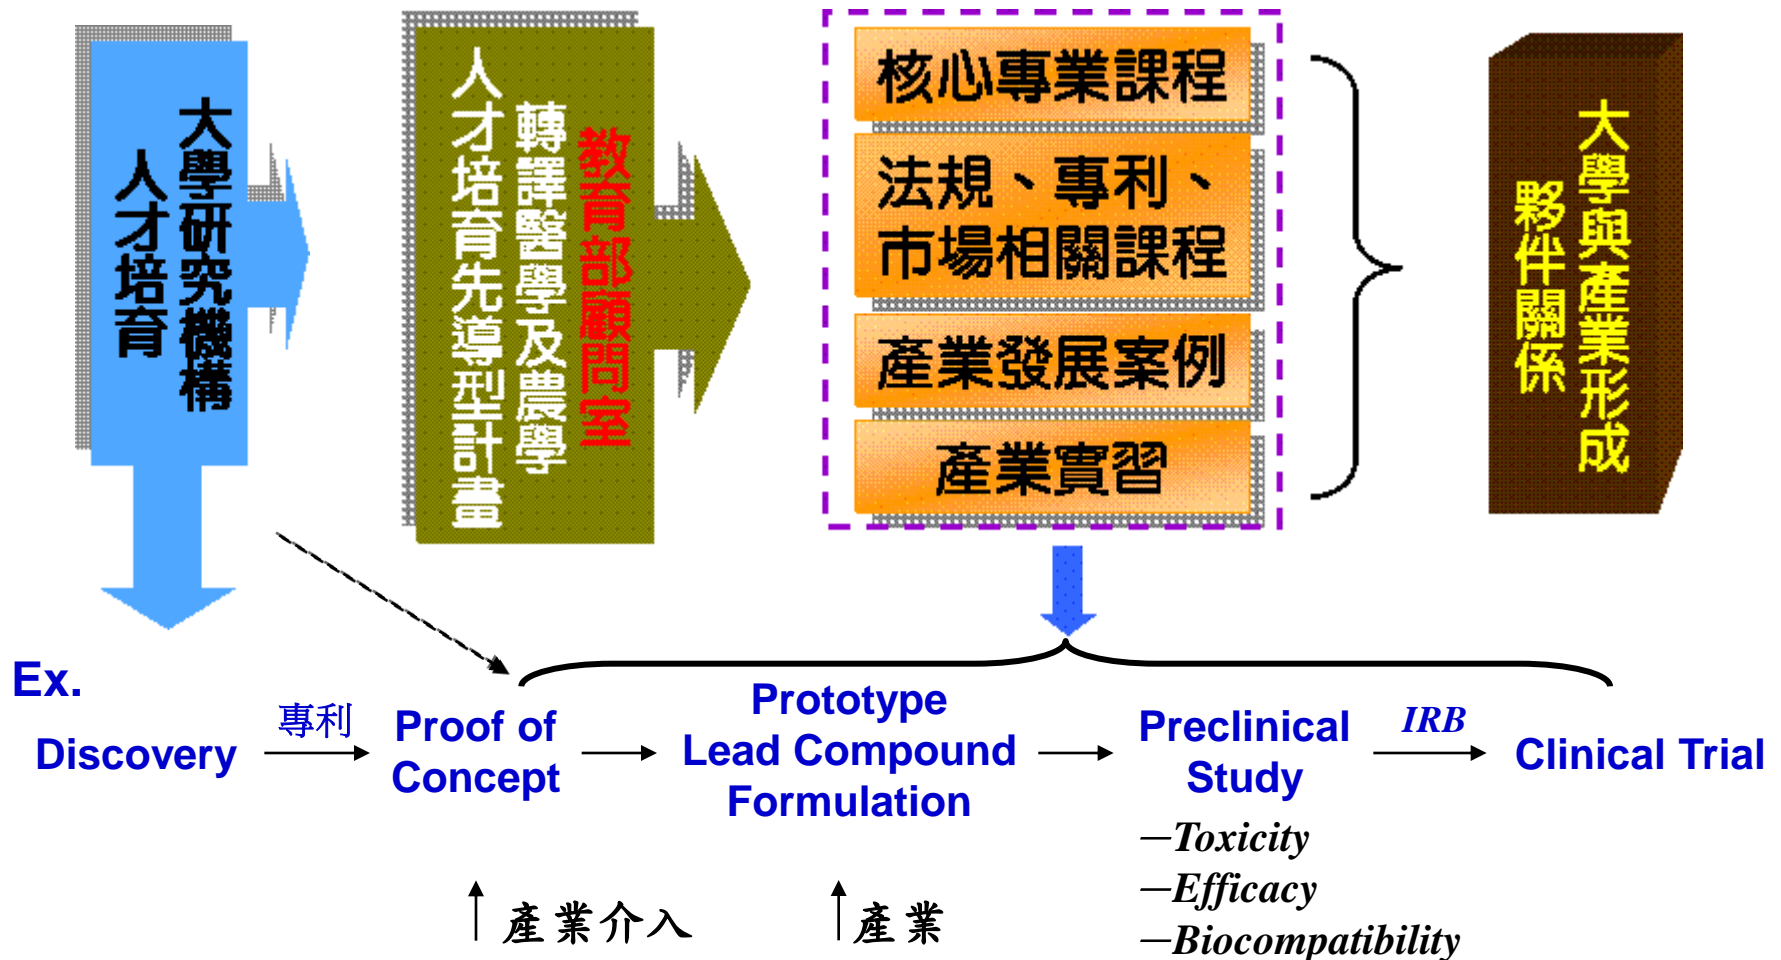 大學研究機構
人才培育
教育部顧問室
轉譯醫學及農學
人才培育先導型計畫
核心專業課程
法規、專利、
市場相關課程
產業發展案例
產業實習
大學與產業形成
夥伴關係
Ex.
Discovery
專利
Proof of
Concept
Prototype
Lead Compound
Formulation
Preclinical
Study
IRB
Clinical Trial
—Toxicity
—Efficacy
—Biocompatibility
產業介入
產業